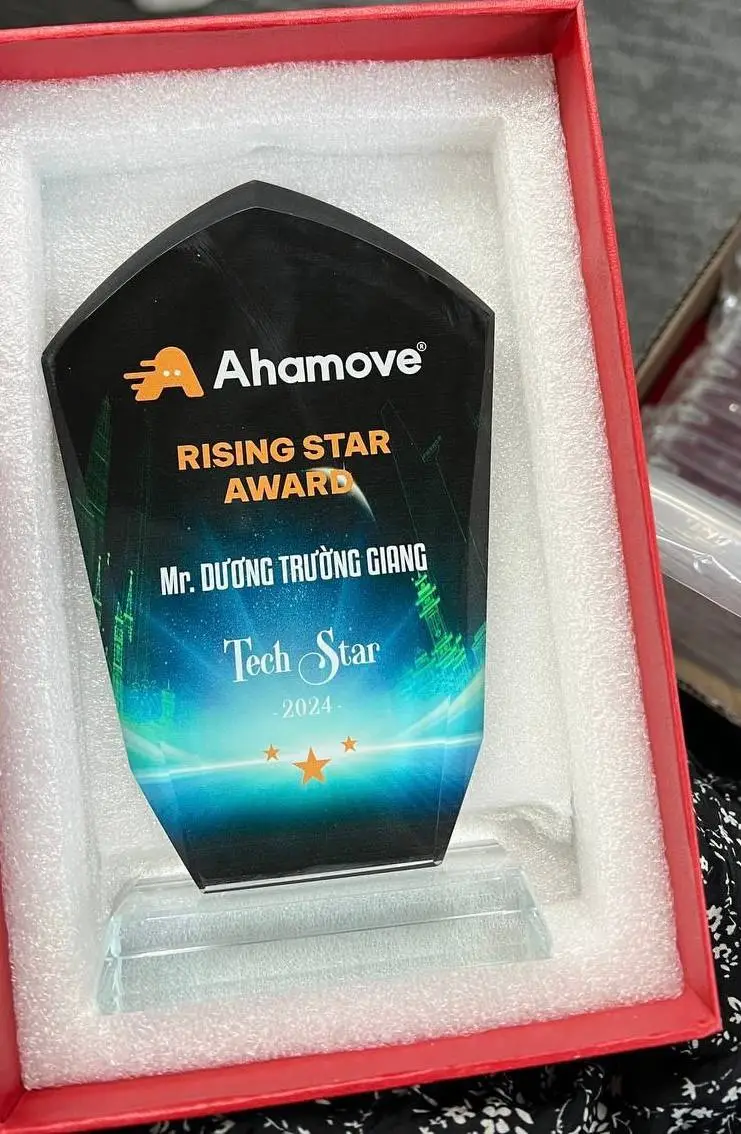 Ahamove®
RISING STAR
AWARD
Mr. DƯƠNG TRƯỜNG GIANG
Tech Star
- 2024 -